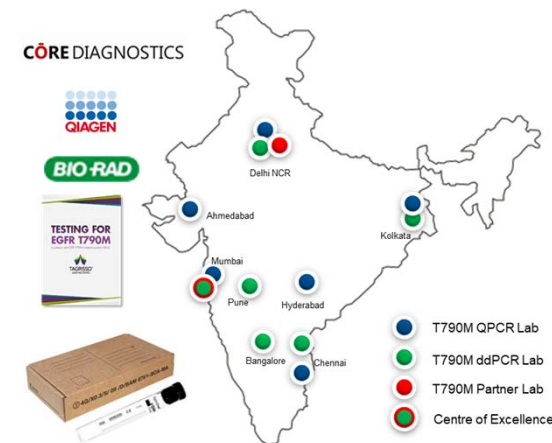 CŌRE DIAGNOSTICS
QIAGEN
BIO-RAD
TESTING FOR
EGFR T790M
TAGRISSO
Delhi NCR
Ahmedabad
Kolkata
Mumbai
Pune
Hyderabad
Bangalore
Chennai
T790M QPCR Lab
T790M ddPCR Lab
T790M Partner Lab
Centre of Excellence